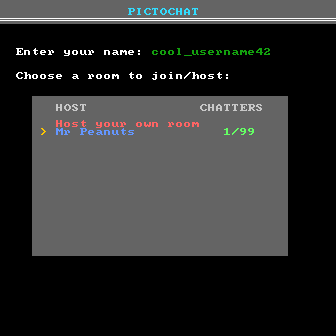 PICTOCHAT
Enter your name: cool_username42
Choose a room to join/host:
HOST CHATTERS
Host your own room
> Mr Peanuts 1/99